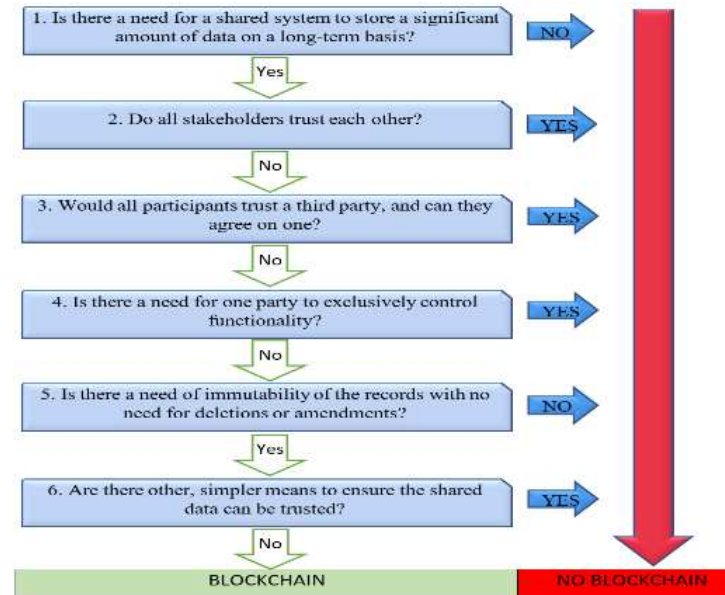 1. Is there a need for a shared system to store a significant
amount of data on a long-term basis?
NO
Yes
2. Do all stakeholders trust each other?
YES
No
3. Would all participants trust a third party, and can they
agree on one?
YES
No
4. Is there a need for one party to exclusively control
functionality?
YES
No
5. Is there a need of immutability of the records with no
need for deletions or amendments?
NO
Yes
6. Are there other, simpler means to ensure the shared
data can be trusted?
YES
No
BLOCKCHAIN
NO BLOCKCHAIN